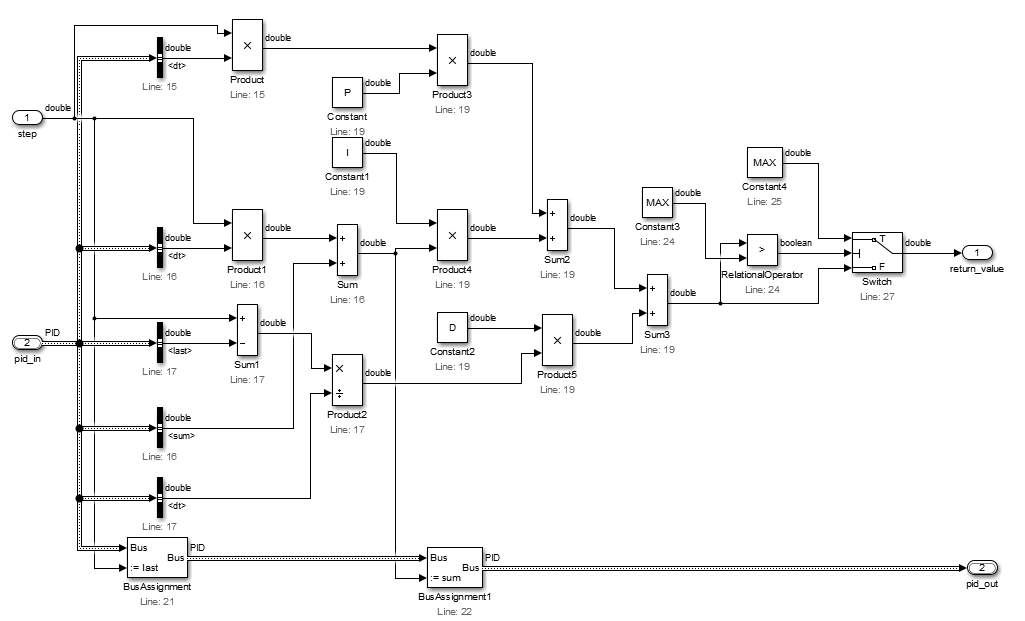 double
<dt>
Line: 15
×
double
Product
Line: 15
×
double
Product3
Line: 19
P
double
Constant
Line: 19
1
double
step
I
double
Constant1
Line: 19
MAX
double
Constant4
Line: 25
MAX
double
Constant3
Line: 24
double
<dt>
Line: 16
×
double
Product1
Line: 16
+
+
double
Sum
Line: 16
×
double
Product4
Line: 19
+
+
double
Sum2
Line: 19
>
boolean
RelationalOperator
Line: 24
T
F
double
Switch
Line: 27
1
return_value
2
PID
pid_in
double
<last>
Line: 17
+
−
double
Sum1
Line: 17
×
÷
double
Product2
Line: 17
D
double
Constant2
Line: 19
×
double
Product5
Line: 19
+
+
double
Sum3
Line: 19
double
<sum>
Line: 16
double
<dt>
Line: 17
Bus
:= last
Bus
PID
BusAssignment
Line: 21
Bus
:= sum
Bus
PID
BusAssignment1
Line: 22
2
pid_out